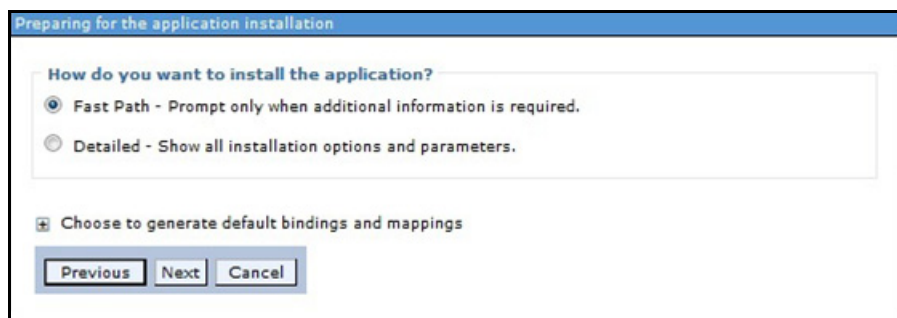 Preparing for the application installation
How do you want to install the application?
Fast Path - Prompt only when additional information is required.
Detailed - Show all installation options and parameters.
Choose to generate default bindings and mappings
Previous Next Cancel